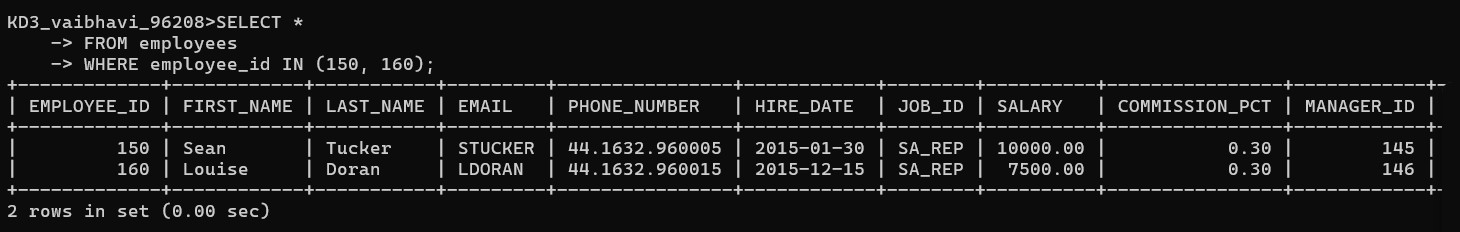 KD3_vaibhavi_96208>SELECT *
    -> FROM employees
    -> WHERE employee_id IN (150, 160);
+-------------+------------+-----------+---------+----------------+------------+--------+----------+----------------+------------+-
| EMPLOYEE_ID | FIRST_NAME | LAST_NAME | EMAIL   | PHONE_NUMBER   | HIRE_DATE  | JOB_ID | SALARY   | COMMISSION_PCT | MANAGER_ID |
+-------------+------------+-----------+---------+----------------+------------+--------+----------+----------------+------------+-
|         150 | Sean       | Tucker    | STUCKER | 44.1632.960005 | 2015-01-30 | SA_REP | 10000.00 |           0.30 |        145 |
|         160 | Louise     | Doran     | LDORAN  | 44.1632.960015 | 2015-12-15 | SA_REP |  7500.00 |           0.30 |        146 |
+-------------+------------+-----------+---------+----------------+------------+--------+----------+----------------+------------+-
2 rows in set (0.00 sec)